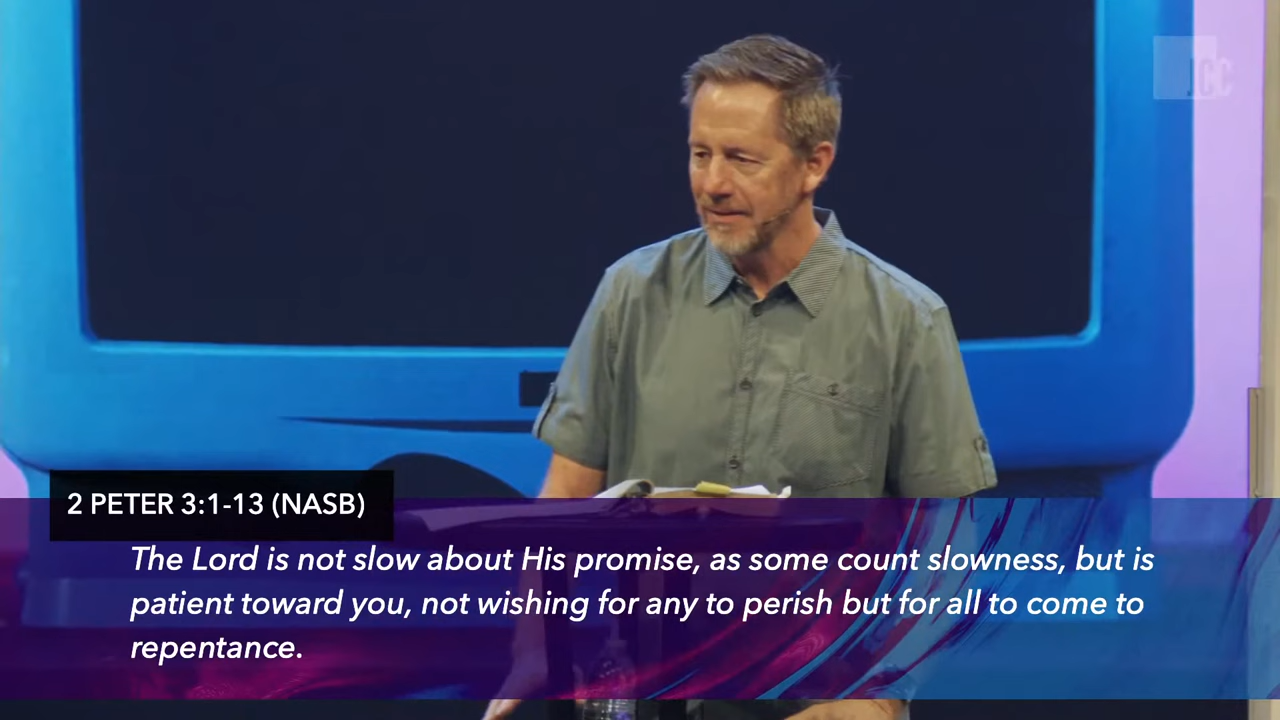 JCC
2 PETER 3:1-13 (NASB)
The Lord is not slow about His promise, as some count slowness, but is
patient toward you, not wishing for any to perish but for all to come to
repentance.